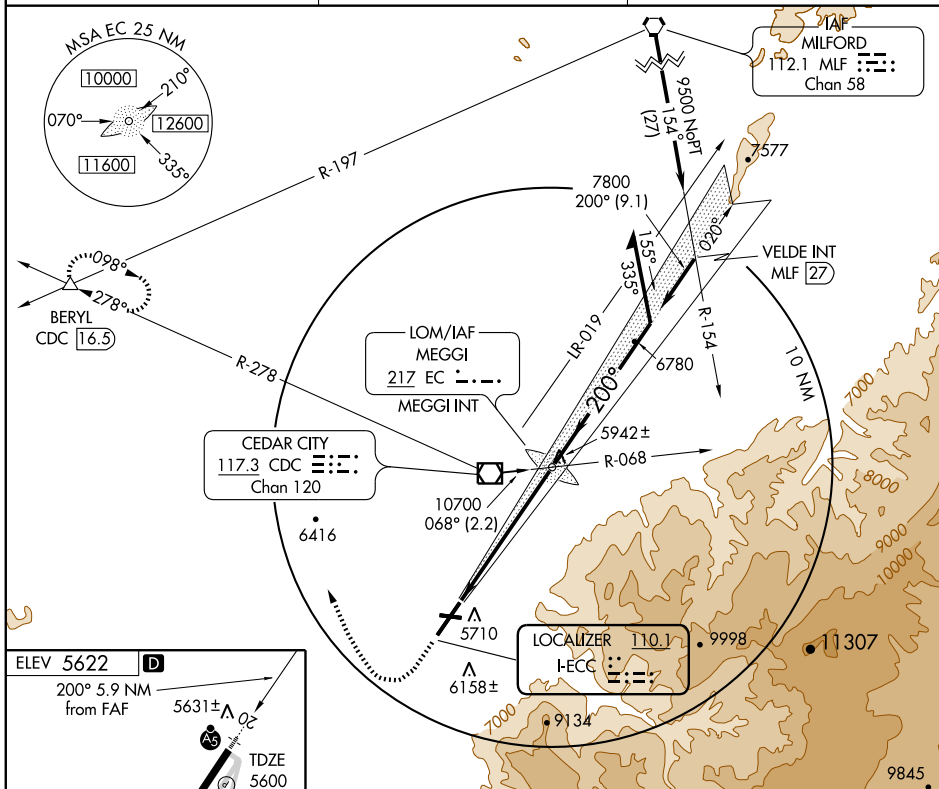 MSA EC 25 NM
10000
210°
070°
12600
11600
335°
IAF
MILFORD
112.1 MLF
Chan 58
9500 NoPT
154°
(27)
R-197
7577
7800
200° (9.1)
020°
155°
335°
VELDE INT
MLF 27
098°
278°
BERYL
CDC 16.5
LR-019
R-154
LOM/IAF
MEGGI
217 EC
MEGGI INT
6780
10 NM
R-278
200°
7000
5942±
CEDAR CITY
117.3 CDC
Chan 120
R-068
8000
10700
068° (2.2)
6416
9000
10000
5710
LOCALIZER 110.1
I-ECC
9998
11307
6158±
7000
9134
ELEV 5622 D
200° 5.9 NM
from FAF
5631±
20
A5
TDZE
5600
9845